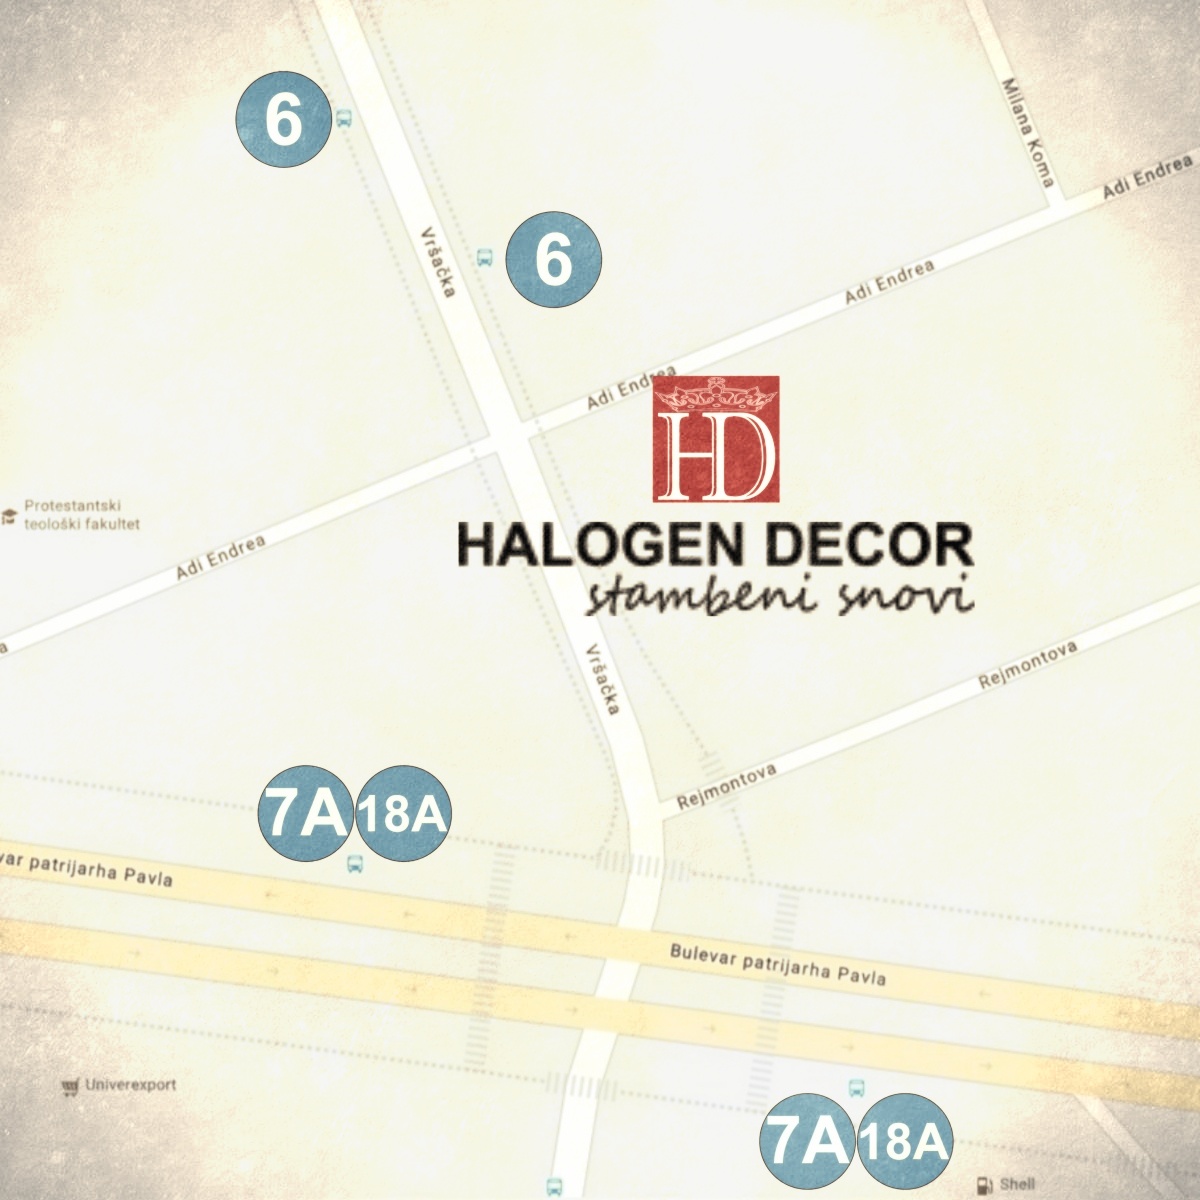 6
Milana Koma
Adi Endrea
6
Vršačka
Adi Endrea
Adi Endrea
HD
Protestantski
teološki fakultet
HALOGEN DECOR
Adi Endrea
stambeni snovi
a
Vršačka
Rejmontova
Rejmontova
7A 18A
var patrijarha Pavla
Bulevar patrijarha Pavla
Univerexport
7A 18A
Shell